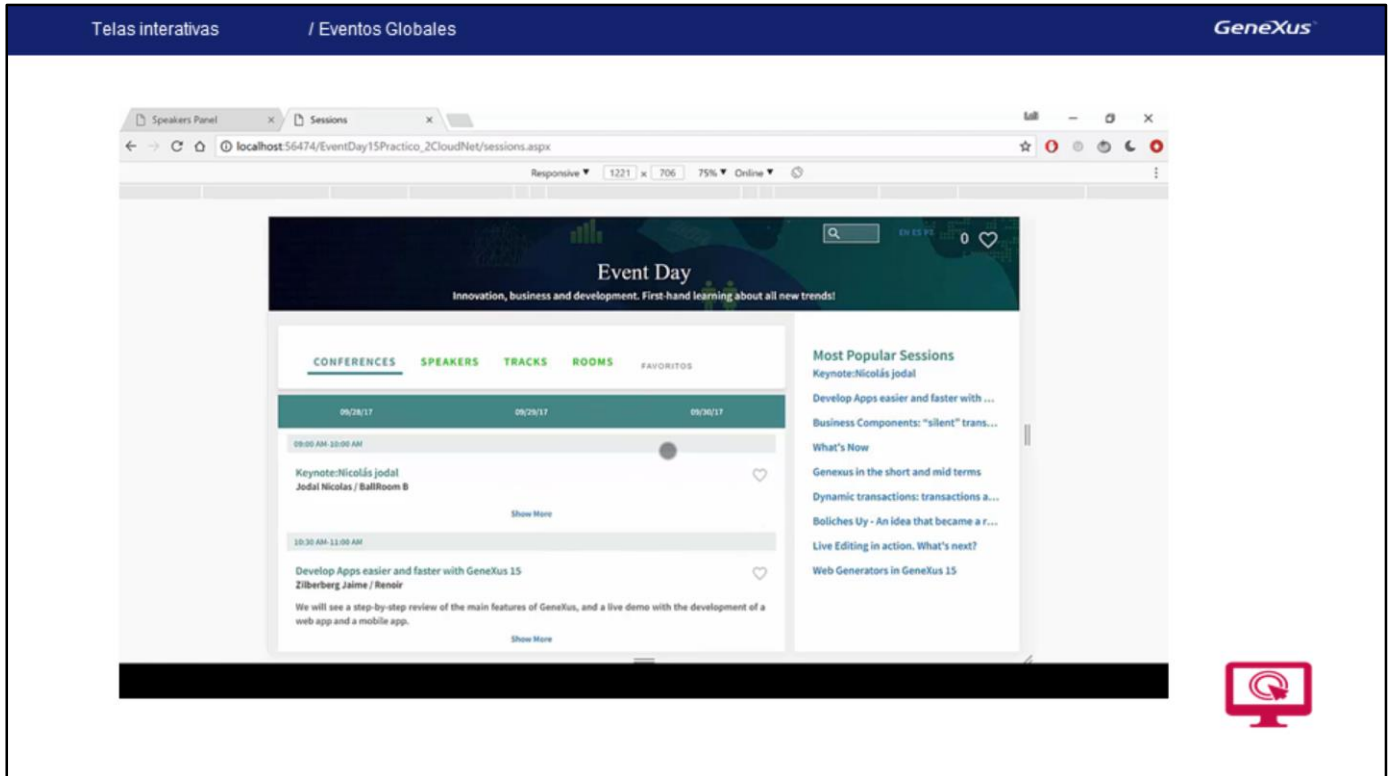 Telas interativas / Eventos Globales
GeneXus
Speakers Panel
Sessions
localhost:56474/EventDay15Practico_2CloudNet/sessions.aspx
Responsive ▼ 1221 x 706 75% ▼ Online ▼
EN ES PT
0
Event Day
Innovation, business and development. First-hand learning about all new trends!
CONFERENCES SPEAKERS TRACKS ROOMS FAVORITOS
09/28/17 09/29/17 09/30/17
09:00 AM-10:00 AM
Keynote:Nicolás jodal
Jodal Nicolas / BallRoom B
Show More
10:30 AM-11:00 AM
Develop Apps easier and faster with GeneXus 15
Zilberberg Jaime / Renoir
We will see a step-by-step review of the main features of GeneXus, and a live demo with the development of a
web app and a mobile app.
Show More
Most Popular Sessions
Keynote:Nicolás jodal
Develop Apps easier and faster with ...
Business Components: “silent” trans...
What's Now
Genexus in the short and mid terms
Dynamic transactions: transactions a...
Boliches Uy - An idea that became a r...
Live Editing in action. What's next?
Web Generators in GeneXus 15